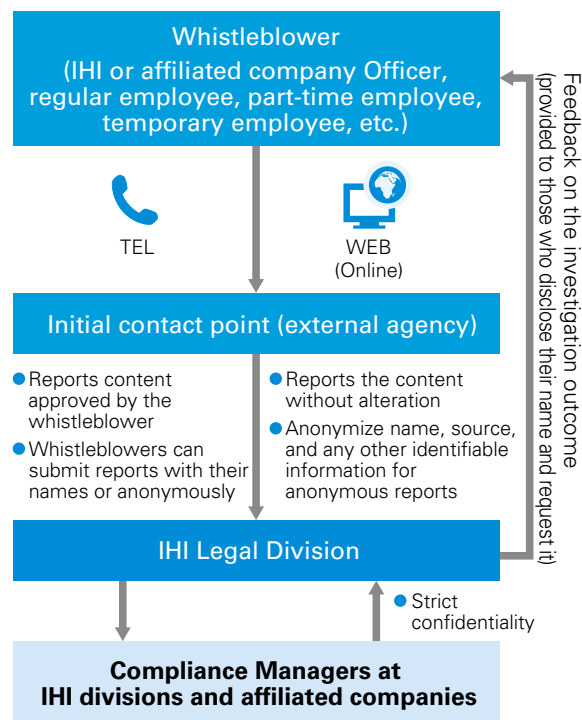 Whistleblower
(IHI or affiliated company Officer,
regular employee, part-time employee,
temporary employee, etc.)
TEL
WEB
(Online)
Initial contact point (external agency)
● Reports content
approved by the
whistleblower
● Whistleblowers can
submit reports with their
names or anonymously
● Reports the content
without alteration
● Anonymize name, source,
and any other identifiable
information for
anonymous reports
IHI Legal Division
● Strict
confidentiality
Compliance Managers at
IHI divisions and affiliated companies
Feedback on the investigation outcome
(provided to those who disclose their name and request it)